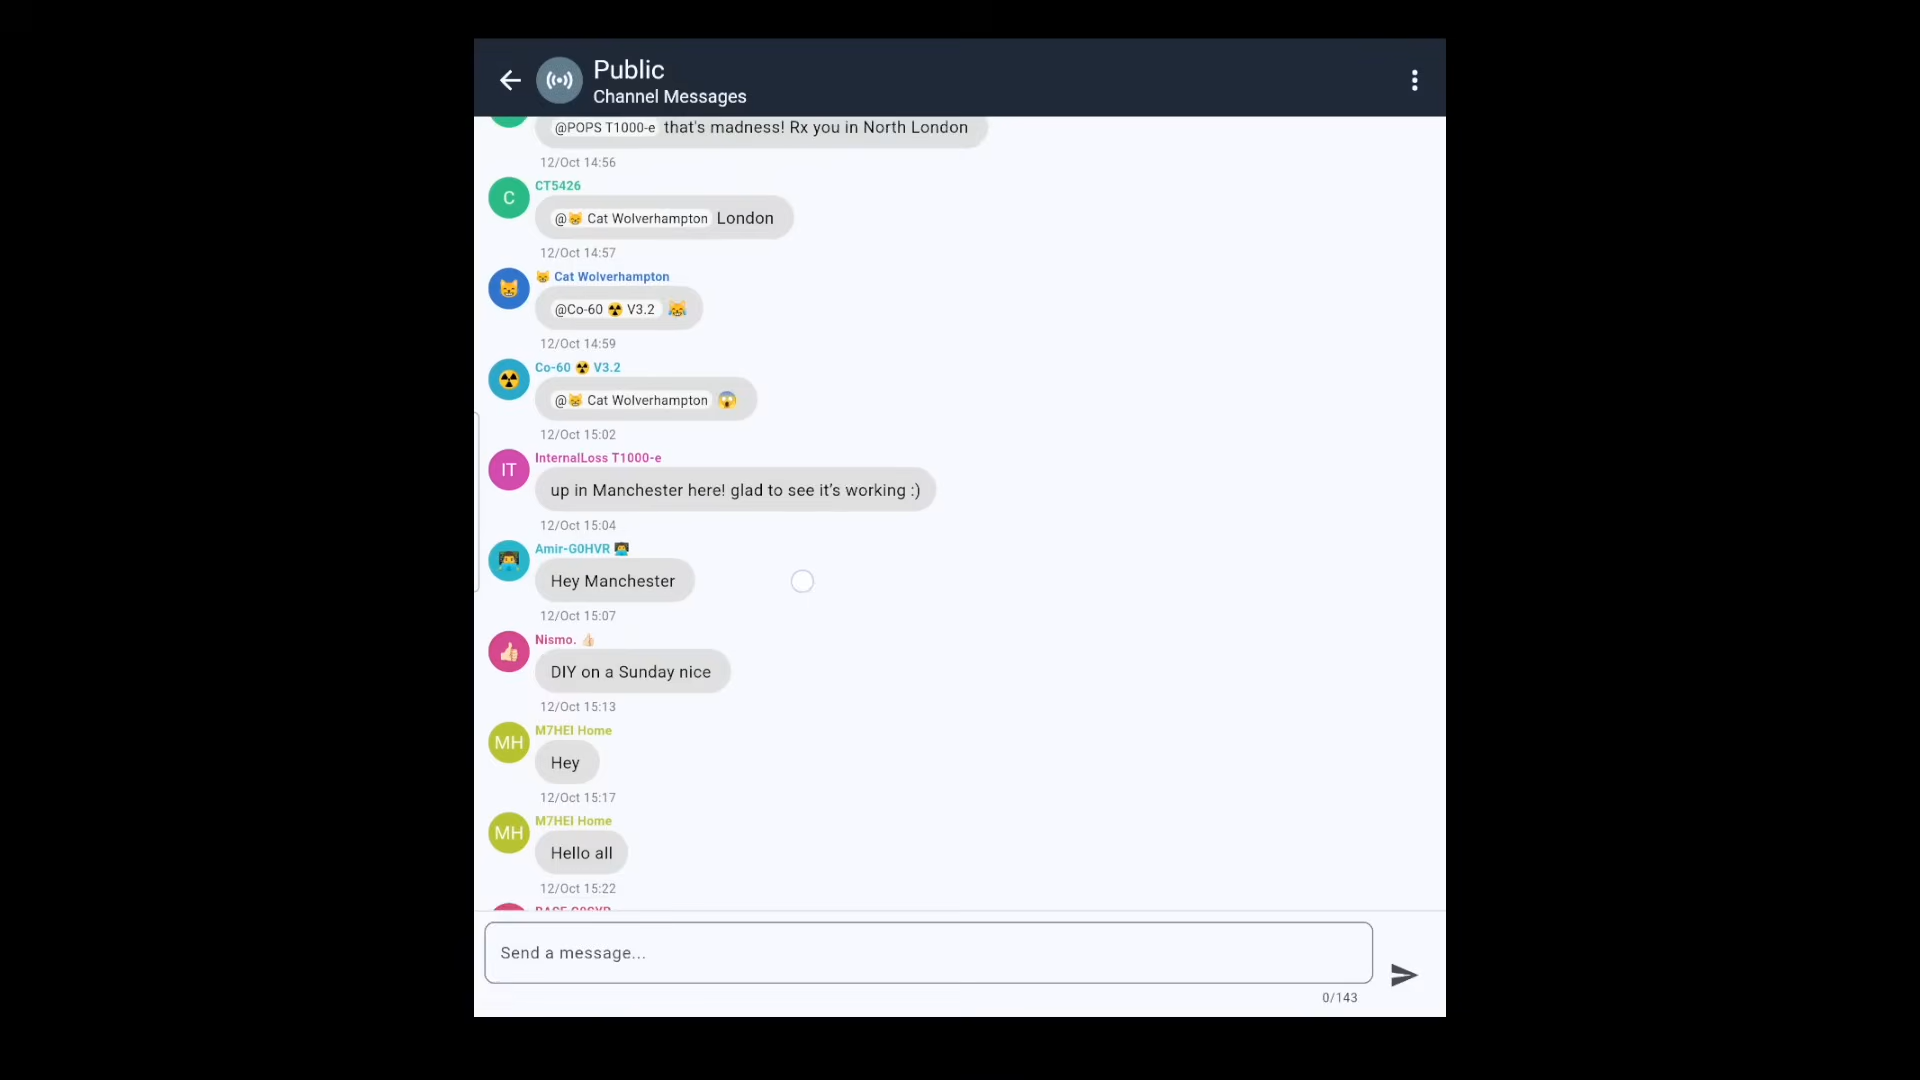 Public
Channel Messages
@POPS T1000-e that's madness! Rx you in North London
12/Oct 14:56
C
CT5426
@😸 Cat Wolverhampton London
12/Oct 14:57
😸 Cat Wolverhampton
@Co-60 ☢️ V3.2 😹
12/Oct 14:59
Co-60 ☢️ V3.2
@😸 Cat Wolverhampton 😱
12/Oct 15:02
IT
InternalLoss T1000-e
up in Manchester here! glad to see it’s working :)
12/Oct 15:04
Amir-G0HVR 👨‍💻
Hey Manchester
12/Oct 15:07
Nismo. 👍🏻
DIY on a Sunday nice
12/Oct 15:13
MH
M7HEI Home
Hey
12/Oct 15:17
MH
M7HEI Home
Hello all
12/Oct 15:22
Send a message...
0/143